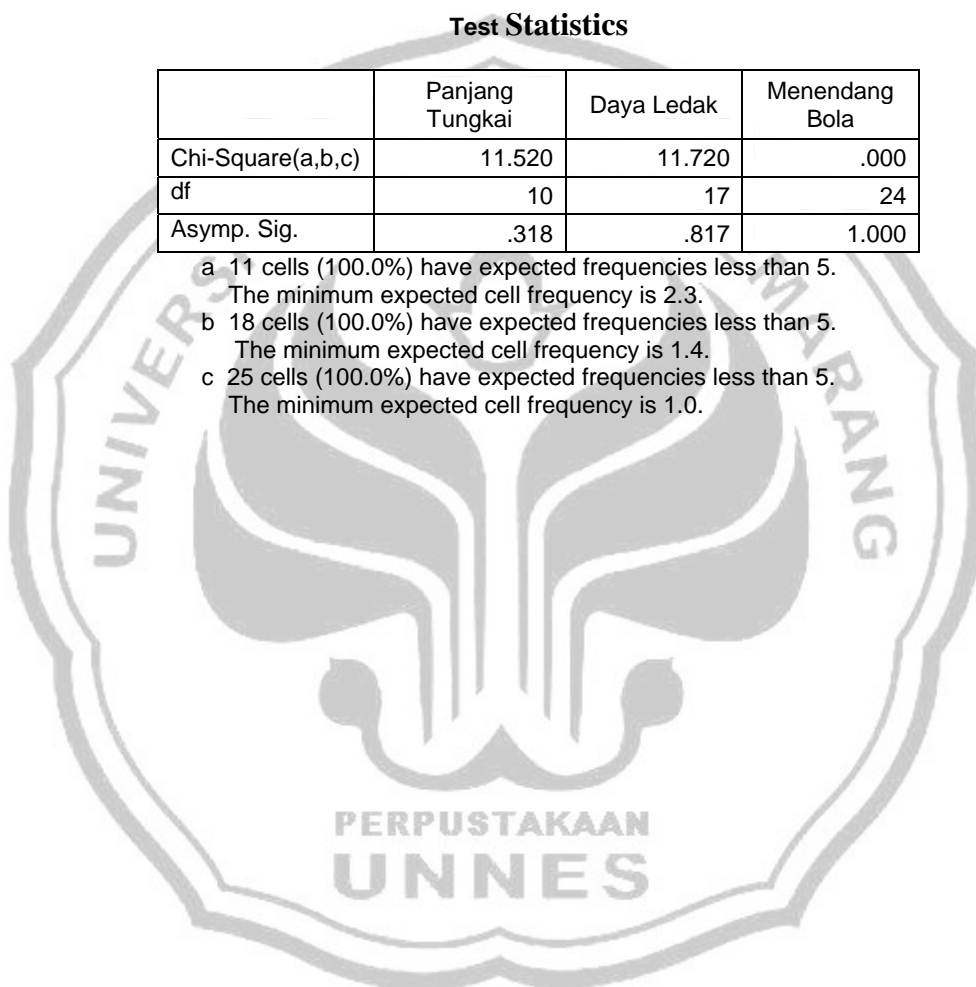 Test Statistics
Panjang Tungkai Daya Ledak Menendang Bola
Chi-Square(a,b,c) 11.520 11.720 .000
df 10 17 24
Asymp. Sig. .318 .817 1.000
a 11 cells (100.0%) have expected frequencies less than 5.
The minimum expected cell frequency is 2.3.
b 18 cells (100.0%) have expected frequencies less than 5.
The minimum expected cell frequency is 1.4.
c 25 cells (100.0%) have expected frequencies less than 5.
The minimum expected cell frequency is 1.0.
PERPUSTAKAAN
UNNES